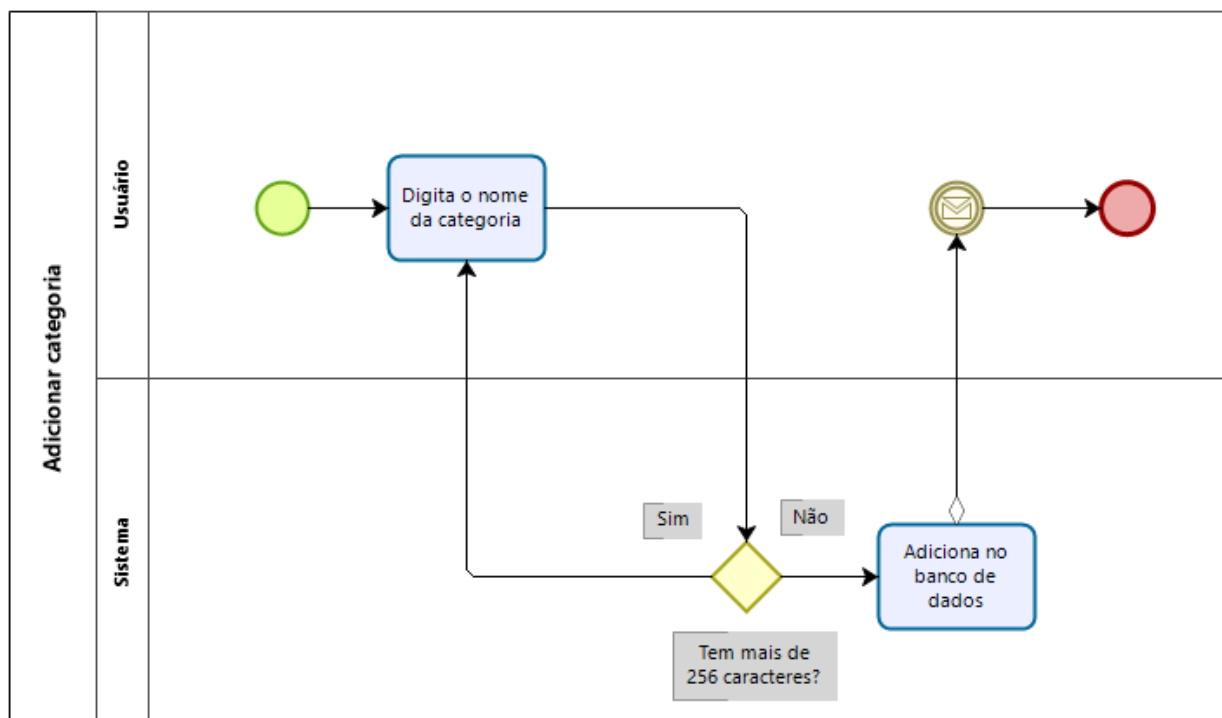 Adicionar categoria
Usuário
Digita o nome
da categoria
Sistema
Sim
Não
Adiciona no
banco de
dados
Tem mais de
256 caracteres?